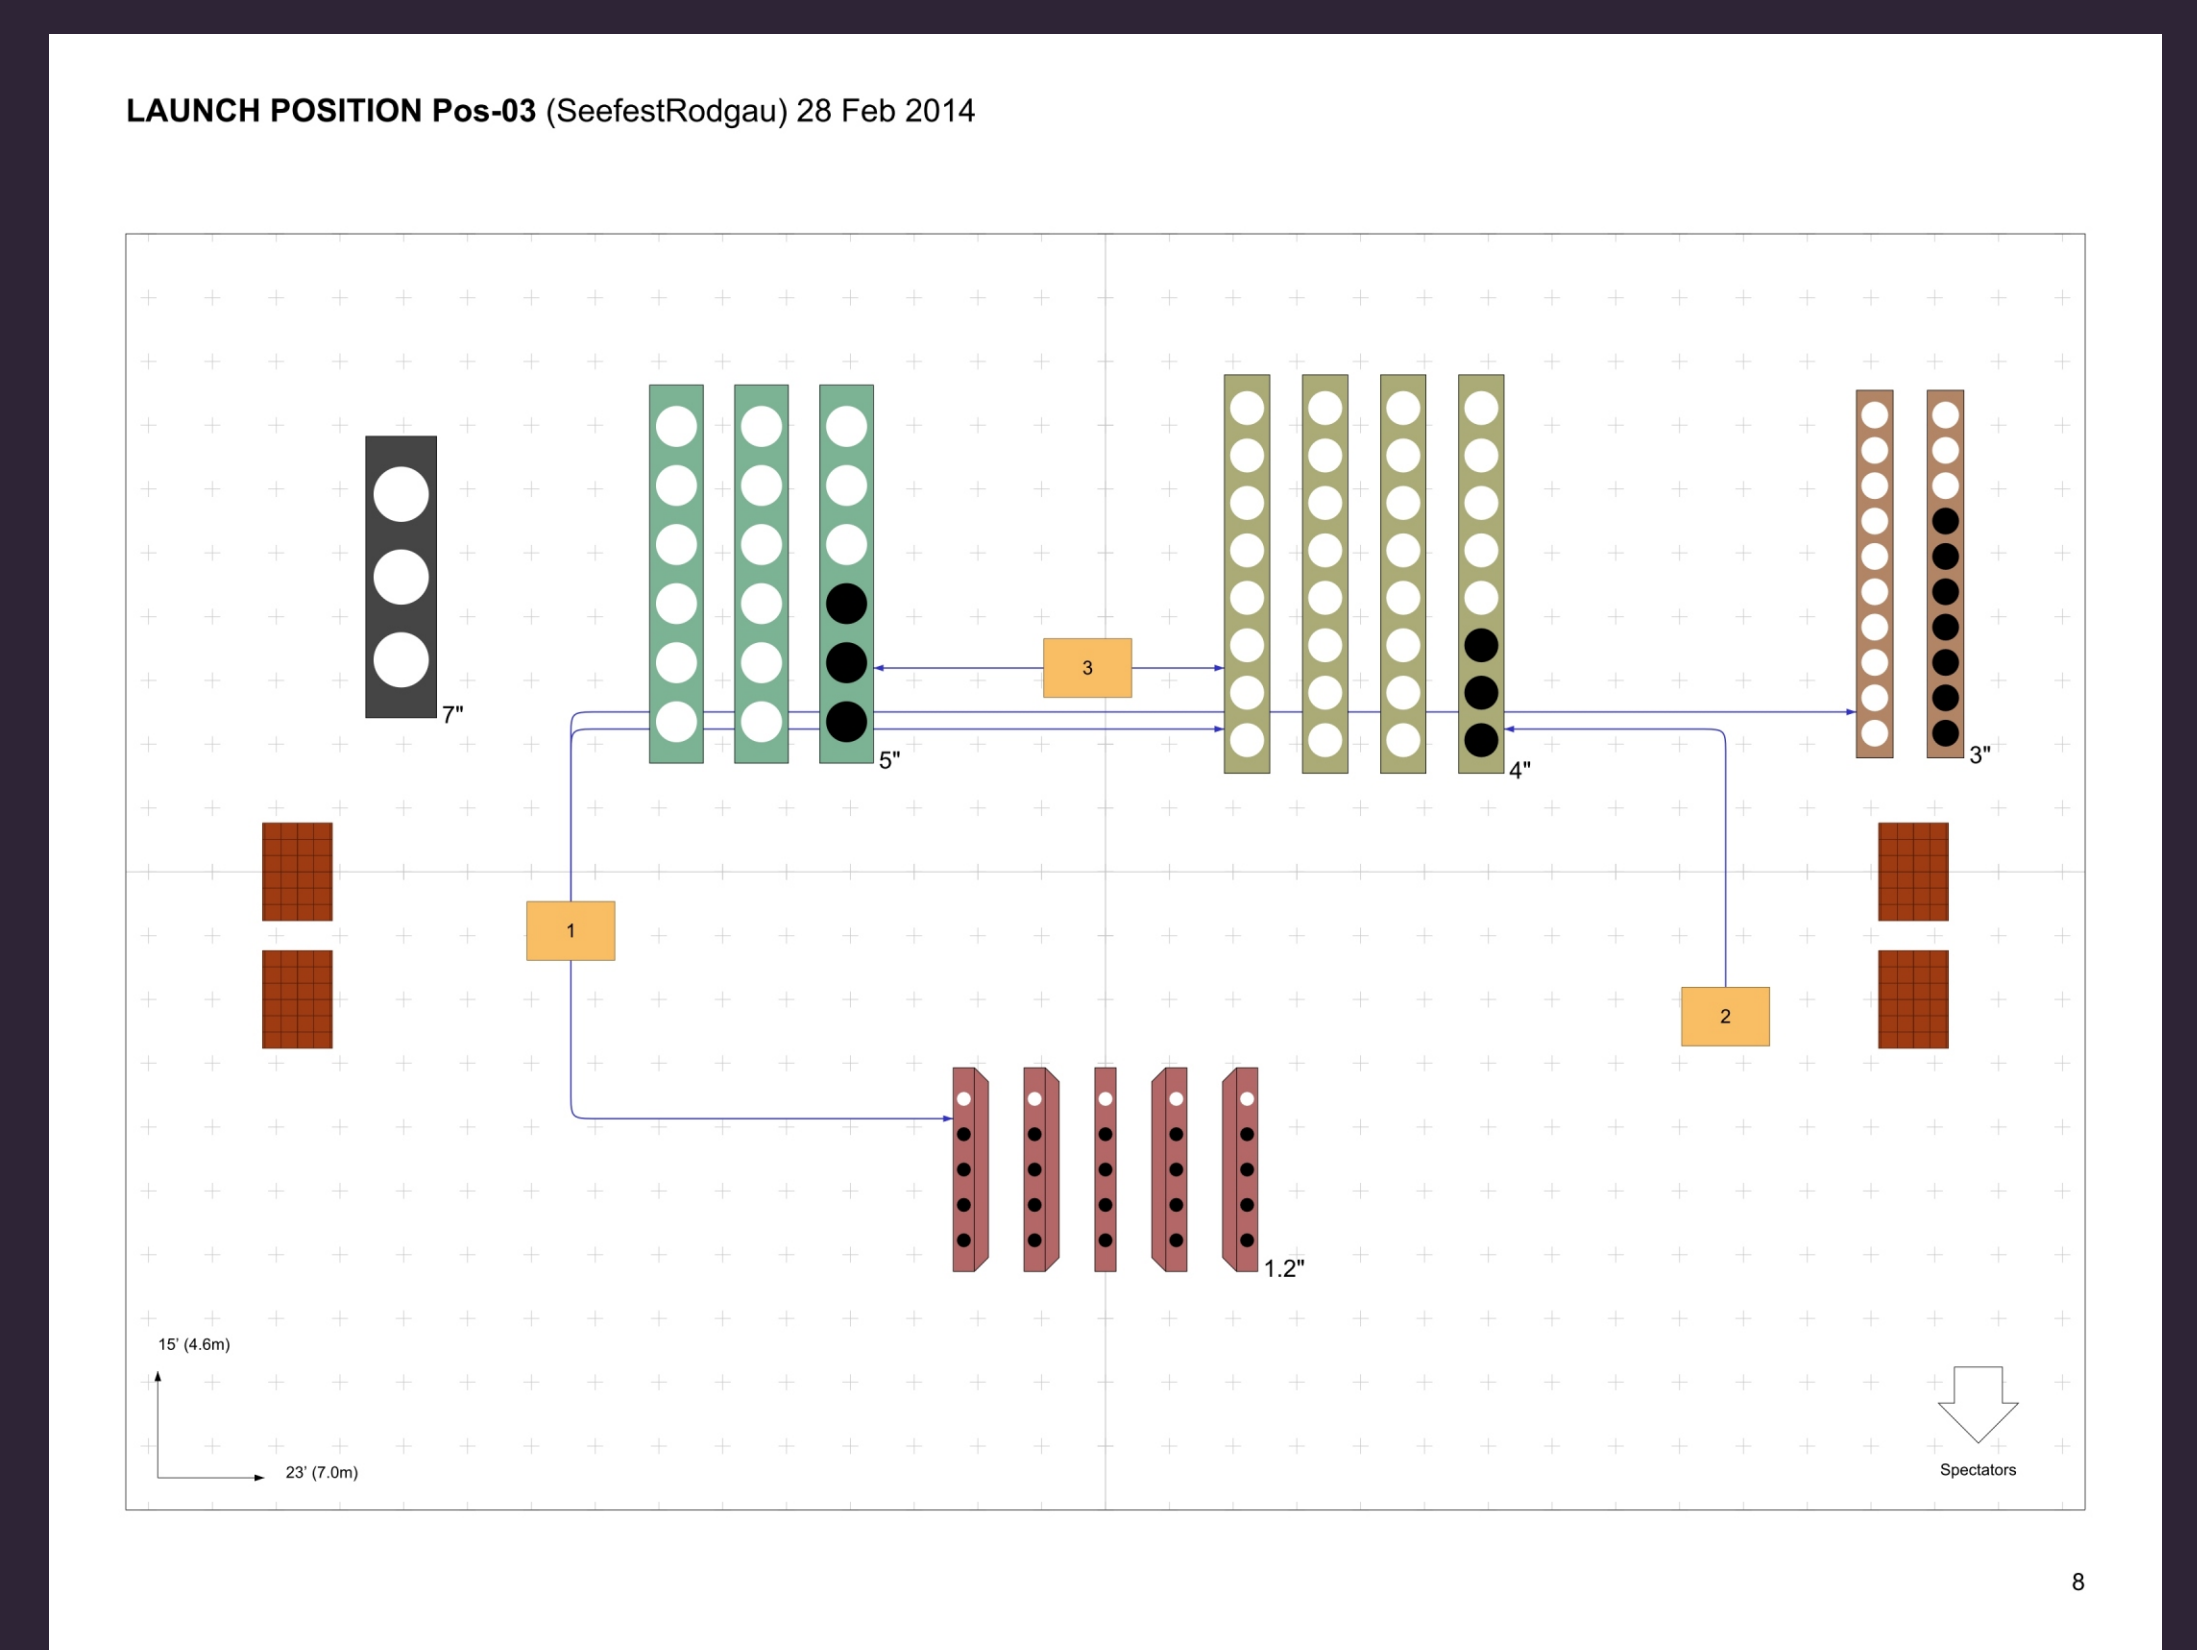 LAUNCH POSITION Pos-03 (SeefestRodgau) 28 Feb 2014
3
7"
5"
4"
3"
1
2
1.2"
15' (4.6m)
23' (7.0m)
Spectators
8